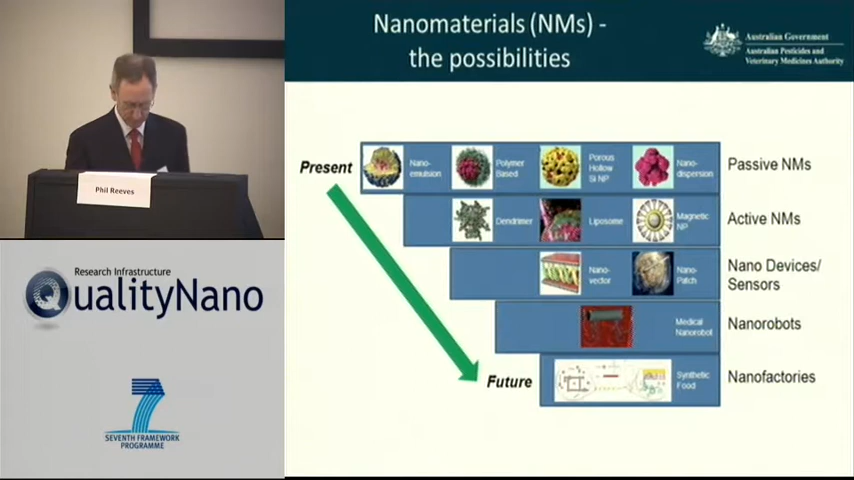 Nanomaterials (NMs) -
the possibilities
Australian Government
Australian Pesticides and
Veterinary Medicines Authority
Phil Reeves
Research Infrastructure
QualityNano
7
SEVENTH FRAMEWORK
PROGRAMME
Present
Nano-
emulsion
Polymer
Based
Porous
Hollow
Si NP
Nano-
dispersion
Passive NMs
Dendrimer
Liposome
Magnetic
NP
Active NMs
Nano-
vector
Nano-
Patch
Nano Devices/
Sensors
Medical
Nanorobot
Nanorobots
Future
Synthetic
Food
Nanofactories